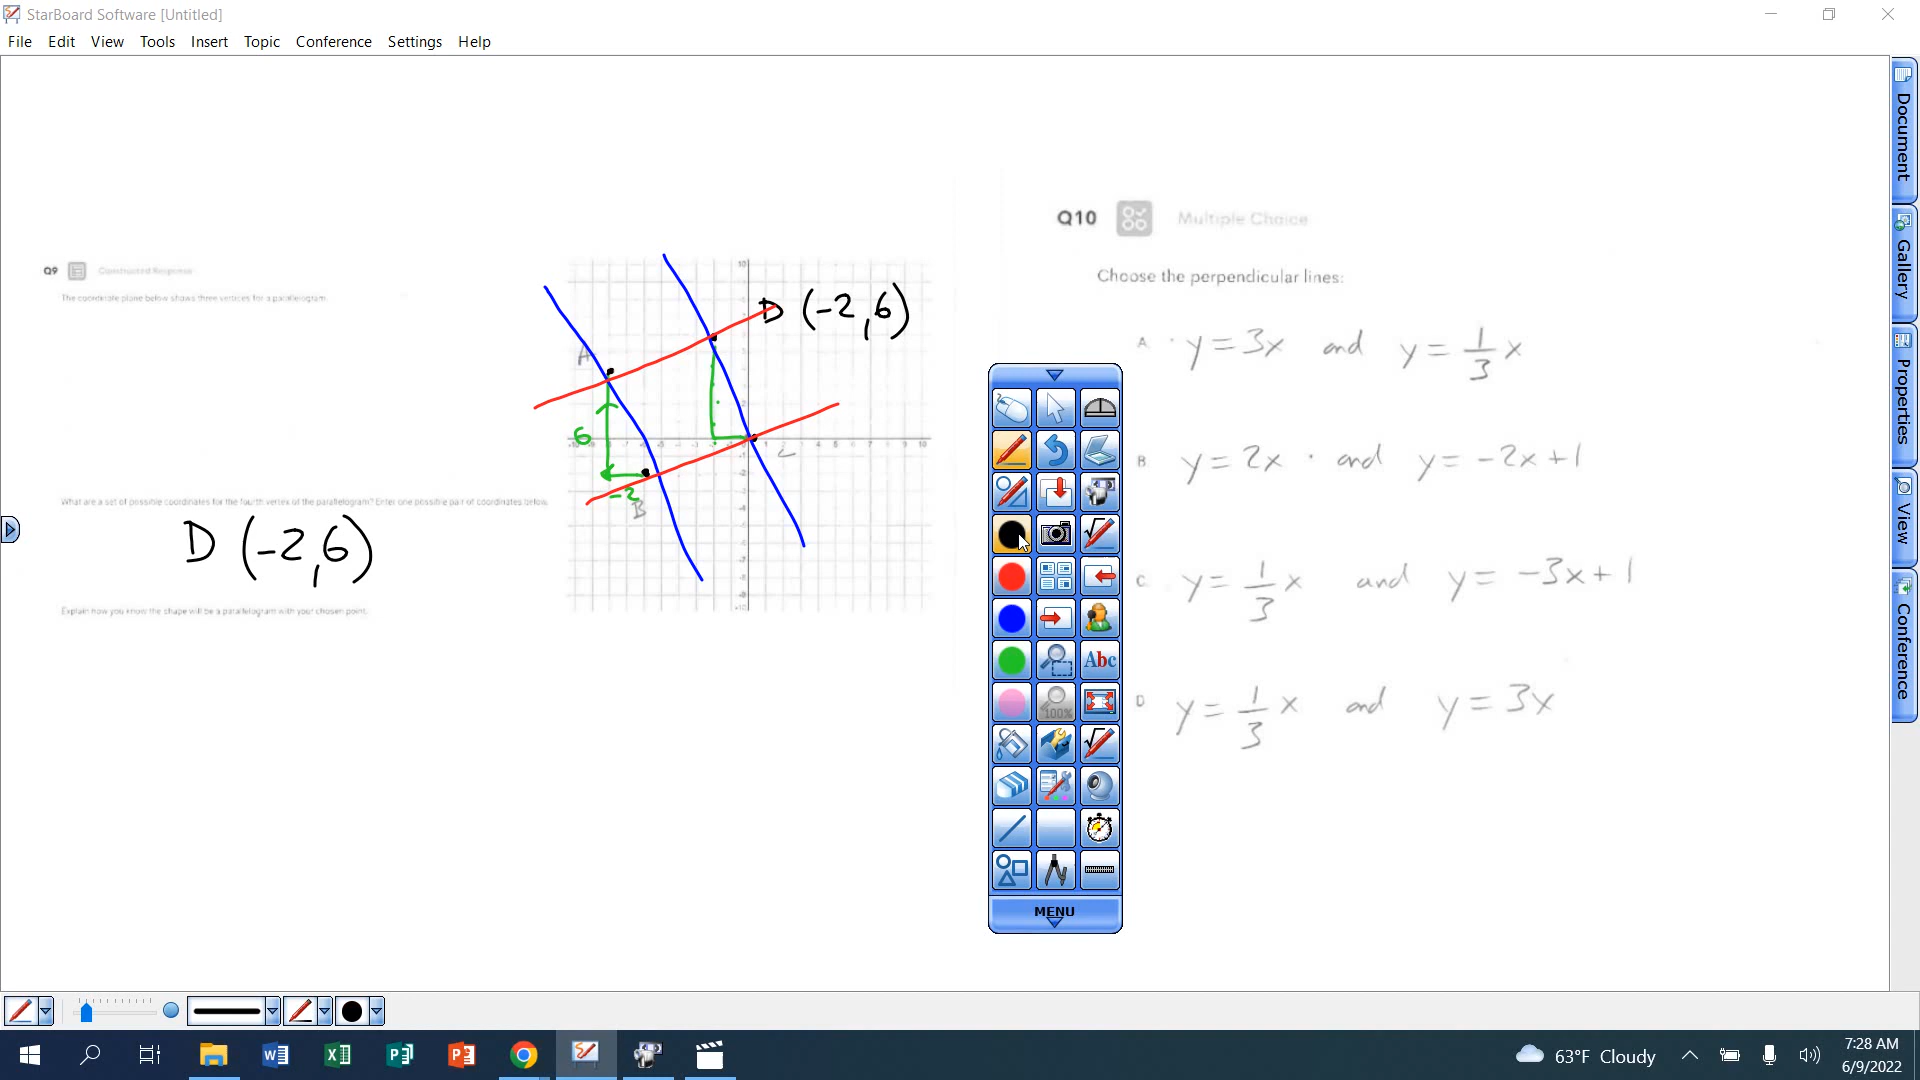 StarBoard Software [Untitled]
File Edit View Tools Insert Topic Conference Settings Help
Q9 Constructed Response
The coordinate plane below shows three vertices for a parallelogram.
A
D (-2,6)
6
-2
B
C
10
What are a set of possible coordinates for the fourth vertex of the parallelogram? Enter one possible pair of coordinates below.
D (-2,6)
Explain how you know the shape will be a parallelogram with your chosen point.
Q10 Multiple Choice
Choose the perpendicular lines:
A y = 3x and y = 1/3 x
B y = 2x and y = -2x+1
C y = 1/3 x and y = -3x+1
D y = 1/3 x and y = 3x
100%
Abc
MENU
Document
Gallery
Properties
View
Conference
63°F Cloudy
7:28 AM
6/9/2022